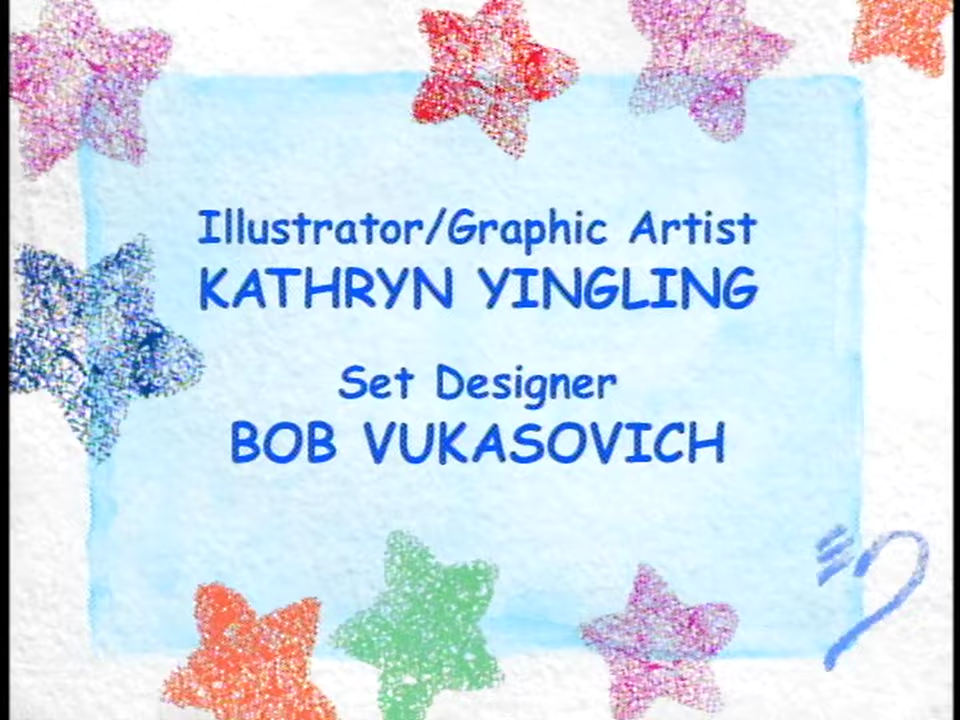 Illustrator/Graphic Artist
KATHRYN YINGLING
Set Designer
BOB VUKASOVICH